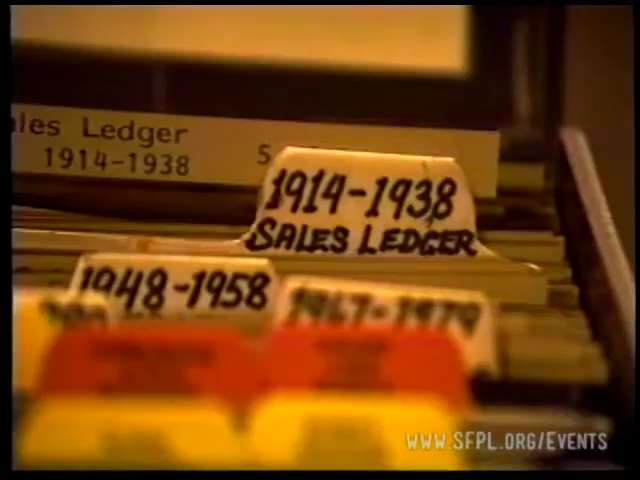 les Ledger
1914-1938
5
1914-1938
SALES LEDGER
1948-1958
WWW.SFPL.ORG/EVENTS